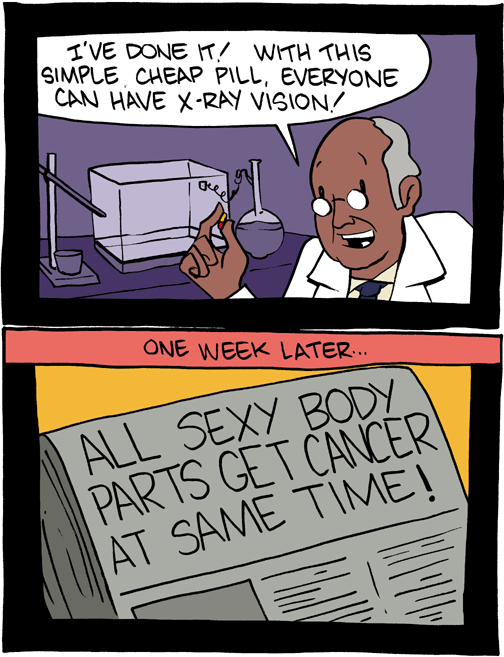 I'VE DONE IT! WITH THIS
SIMPLE, CHEAP PILL, EVERYONE
CAN HAVE X-RAY VISION!
ONE WEEK LATER...
ALL SEXY BODY
PARTS GET CANCER
AT SAME TIME!